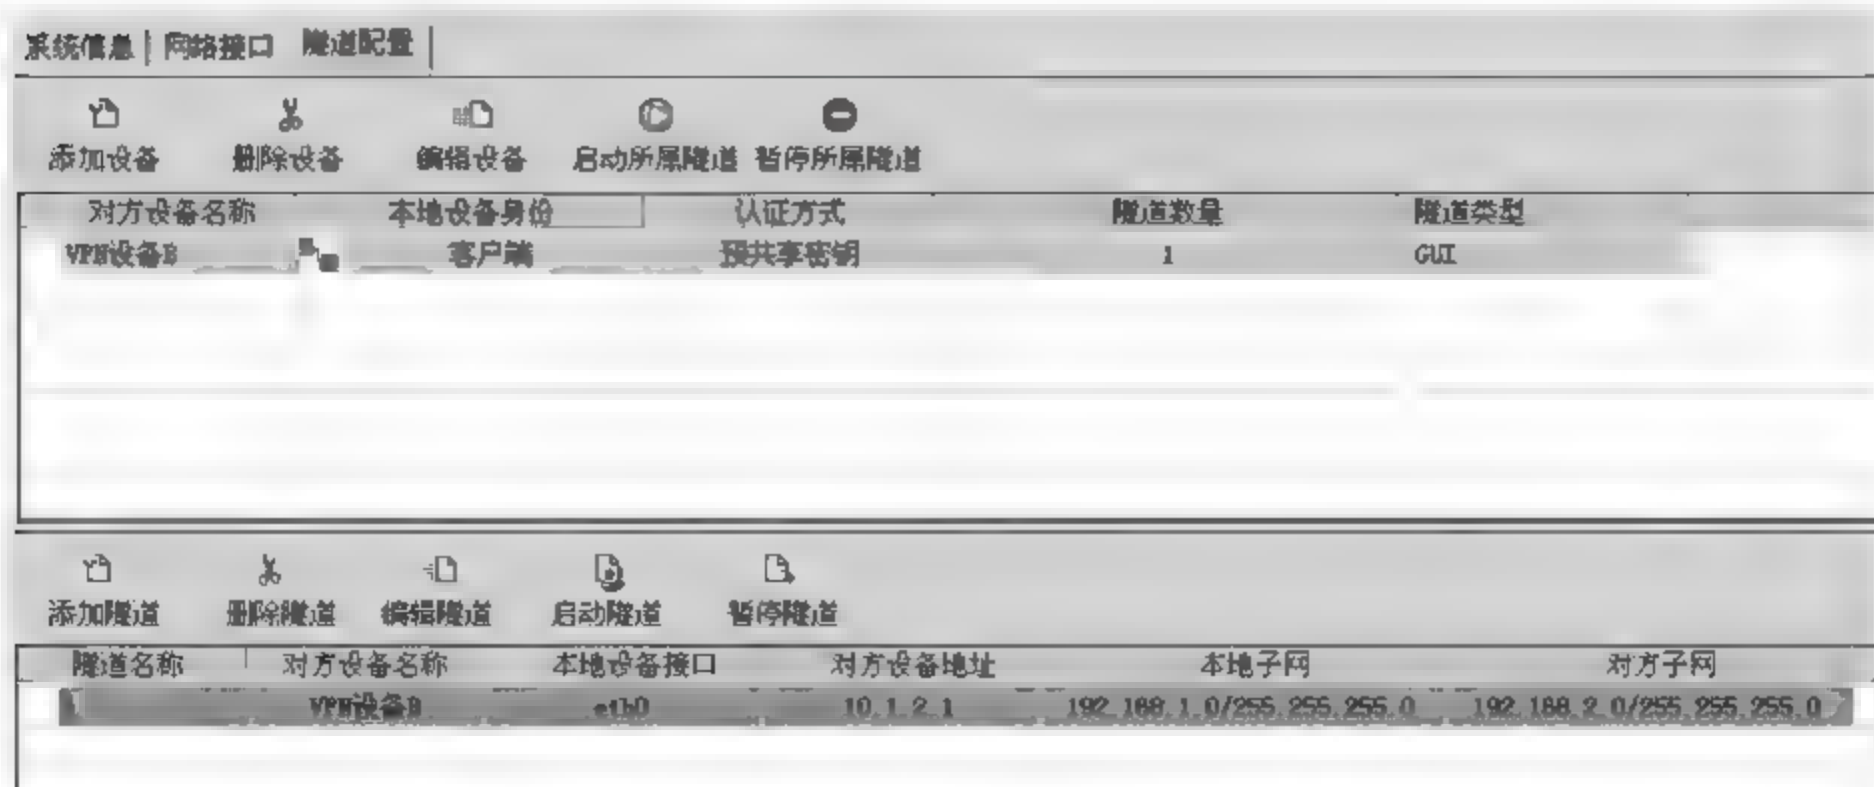 系统信息 网络接口 隧道配置
添加设备 删除设备 编辑设备 启动所属隧道 暂停所属隧道
对方设备名称 本地设备身份 认证方式 隧道数量 隧道类型
VPN设备B 客户端 预共享密钥 1 GUI
添加隧道 删除隧道 编辑隧道 启动隧道 暂停隧道
隧道名称 对方设备名称 本地设备接口 对方设备地址 本地子网 对方子网
VPN设备B eth0 10.1.2.1 192.168.1.0/255.255.255.0 192.168.2.0/255.255.255.0